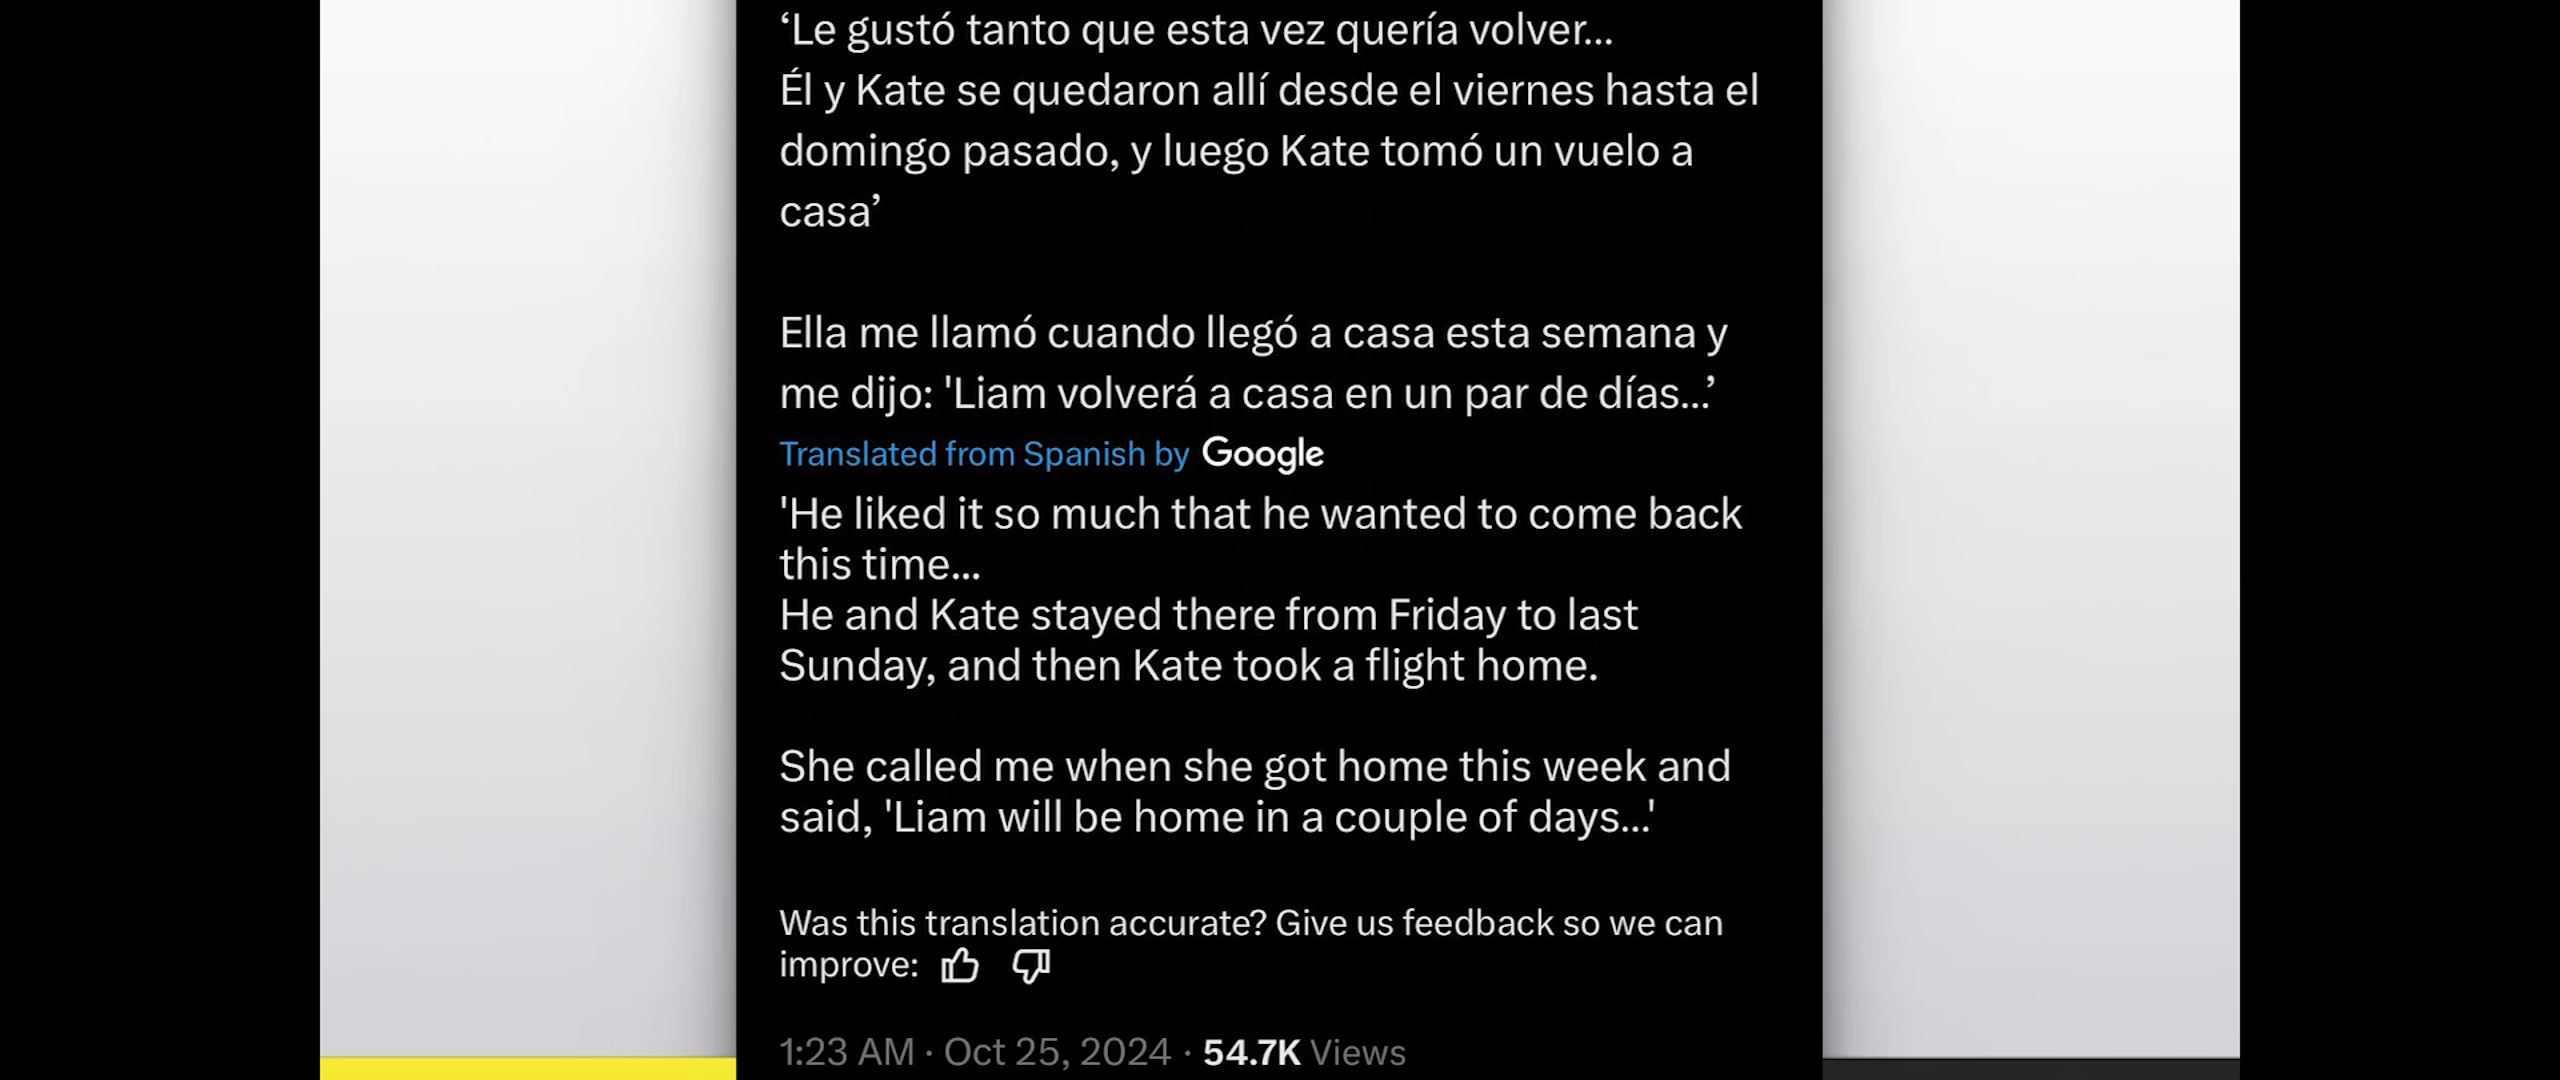 ‘Le gustó tanto que esta vez quería volver...
Él y Kate se quedaron allí desde el viernes hasta el
domingo pasado, y luego Kate tomó un vuelo a
casa’
Ella me llamó cuando llegó a casa esta semana y
me dijo: 'Liam volverá a casa en un par de días...’
Translated from Spanish by Google
'He liked it so much that he wanted to come back
this time...
He and Kate stayed there from Friday to last
Sunday, and then Kate took a flight home.
She called me when she got home this week and
said, 'Liam will be home in a couple of days...'
Was this translation accurate? Give us feedback so we can
improve:
1:23 AM · Oct 25, 2024 · 54.7K Views